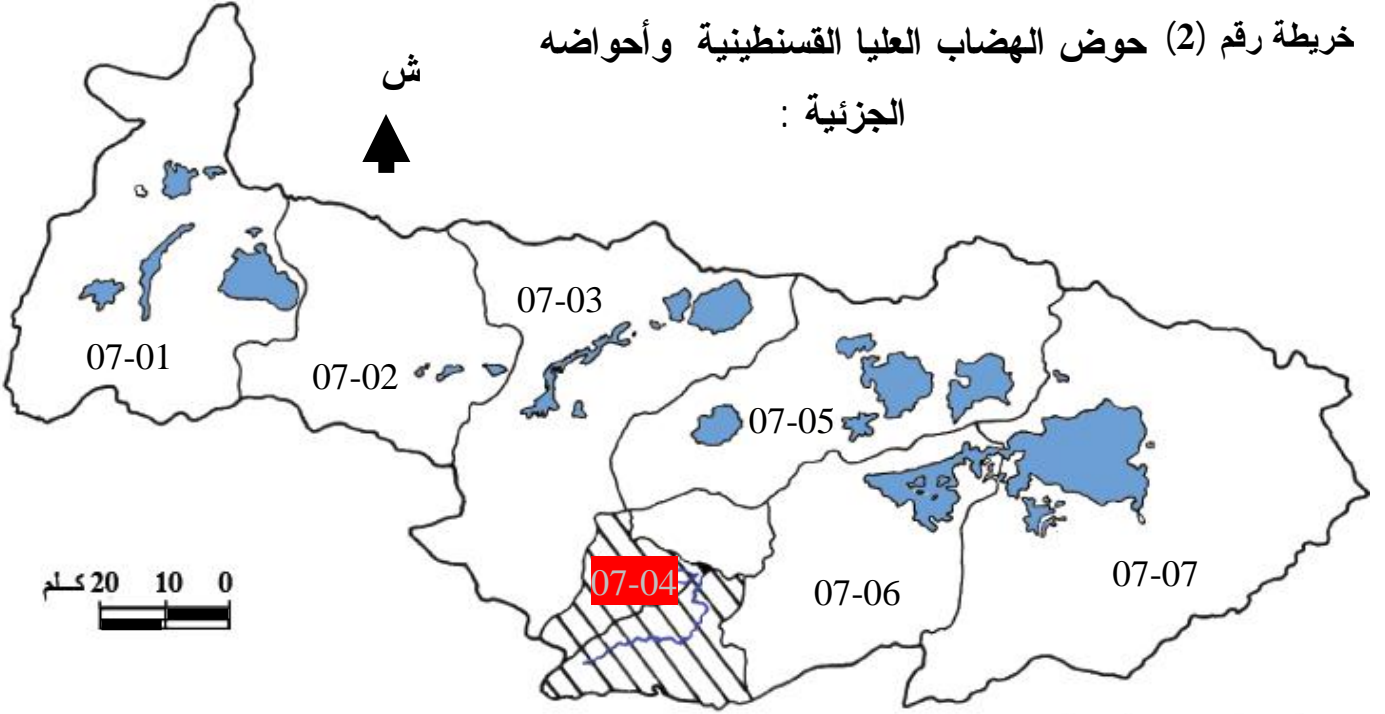 خريطة رقم (2) حوض الهضاب العليا القسنطينية وأحواضه
الجزئية :
ش
07-03
07-01
07-02
07-05
07-04
07-06
07-07
20 10 0 كلم